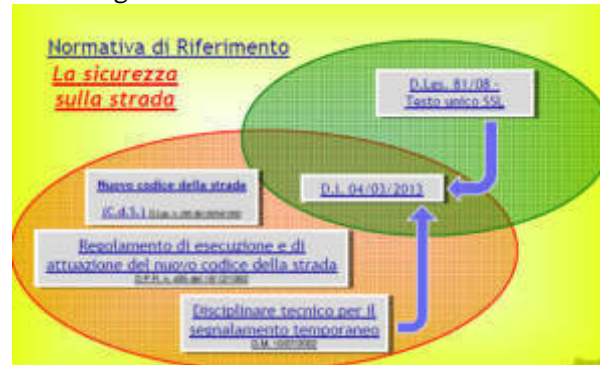 Normativa di Riferimento
La sicurezza
sulla strada
D.Lgs. 81/08 -
Testo unico SSL
Nuovo codice della strada
(C.d.S.)
D.I. 04/03/2013
Regolamento di esecuzione e di
attuazione del nuovo codice della strada
Disciplinare tecnico per il
segnalamento temporaneo
D.M. 10/07/2002